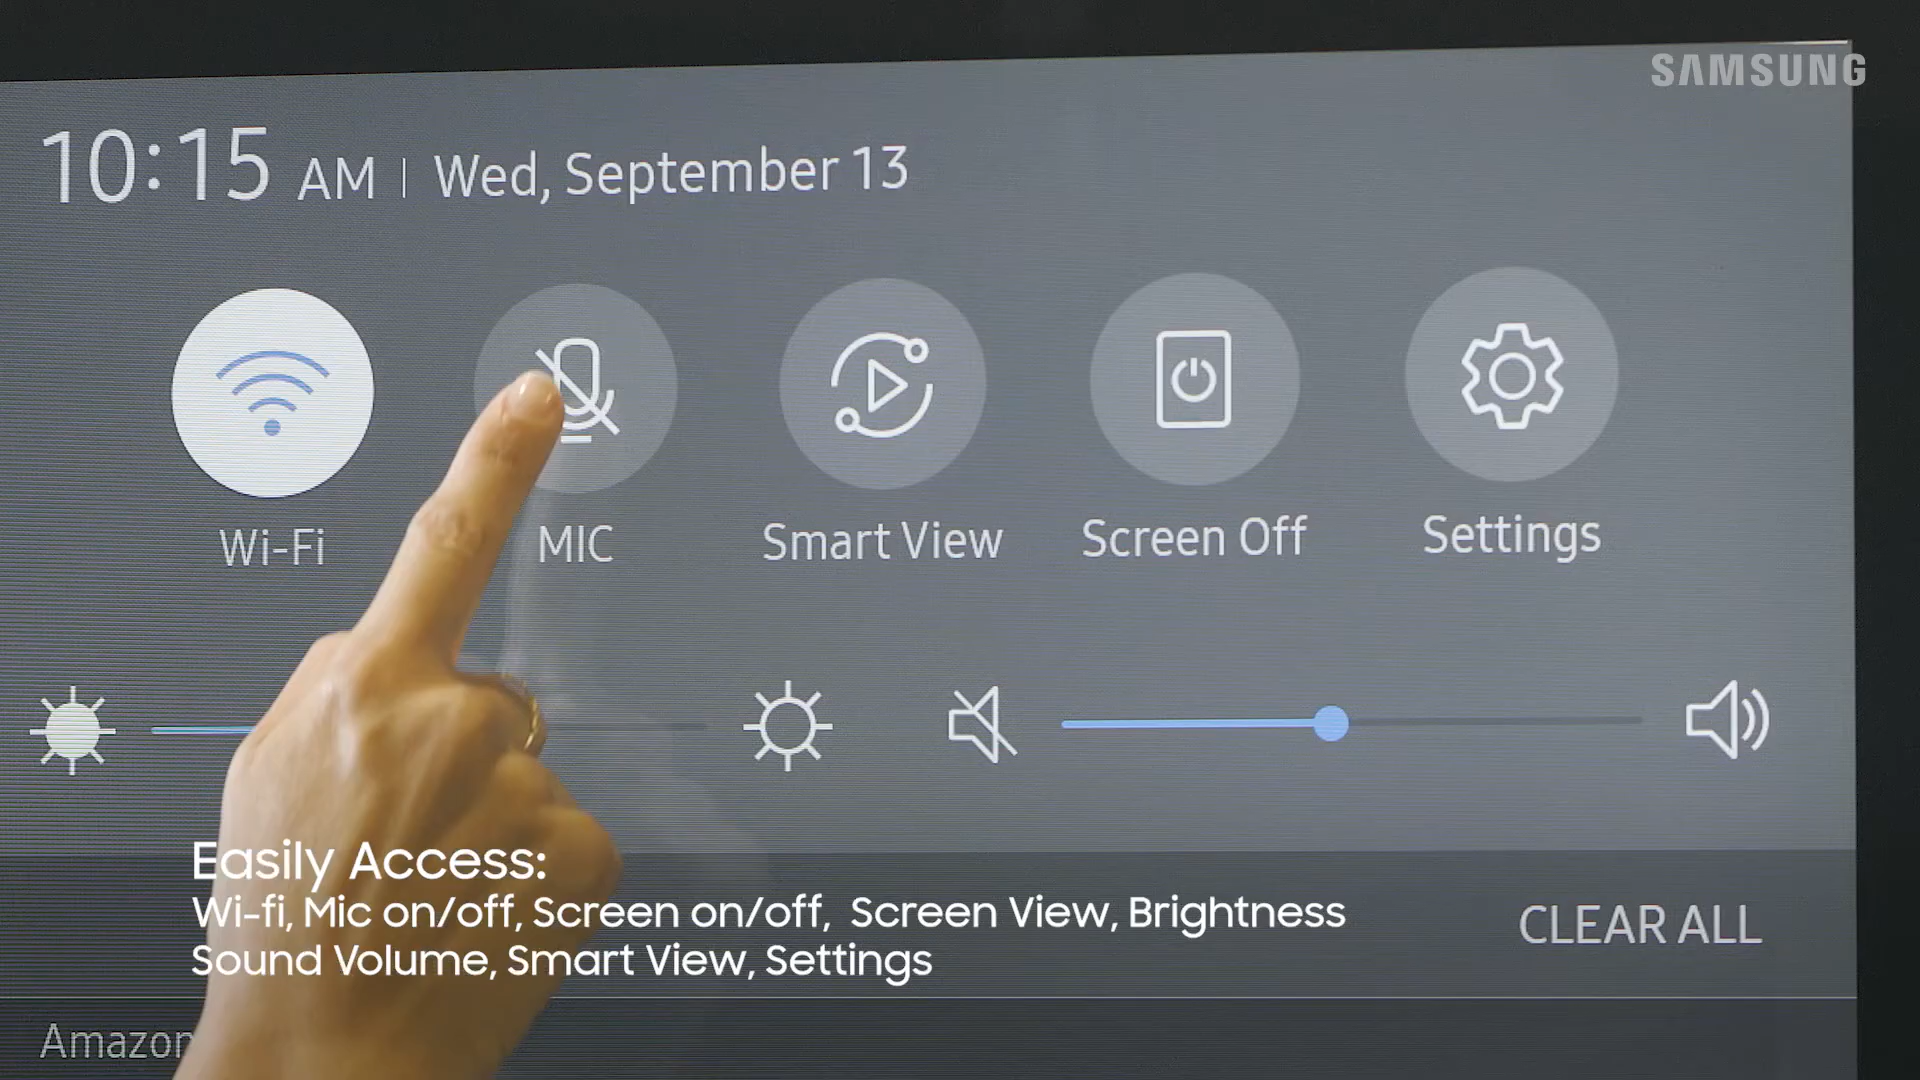 SAMSUNG
10:15 AM | Wed, September 13
Wi-Fi MIC Smart View Screen Off Settings
Easily Access:
Wi-fi, Mic on/off, Screen on/off, Screen View, Brightness
Sound Volume, Smart View, Settings
CLEAR ALL
Amazon